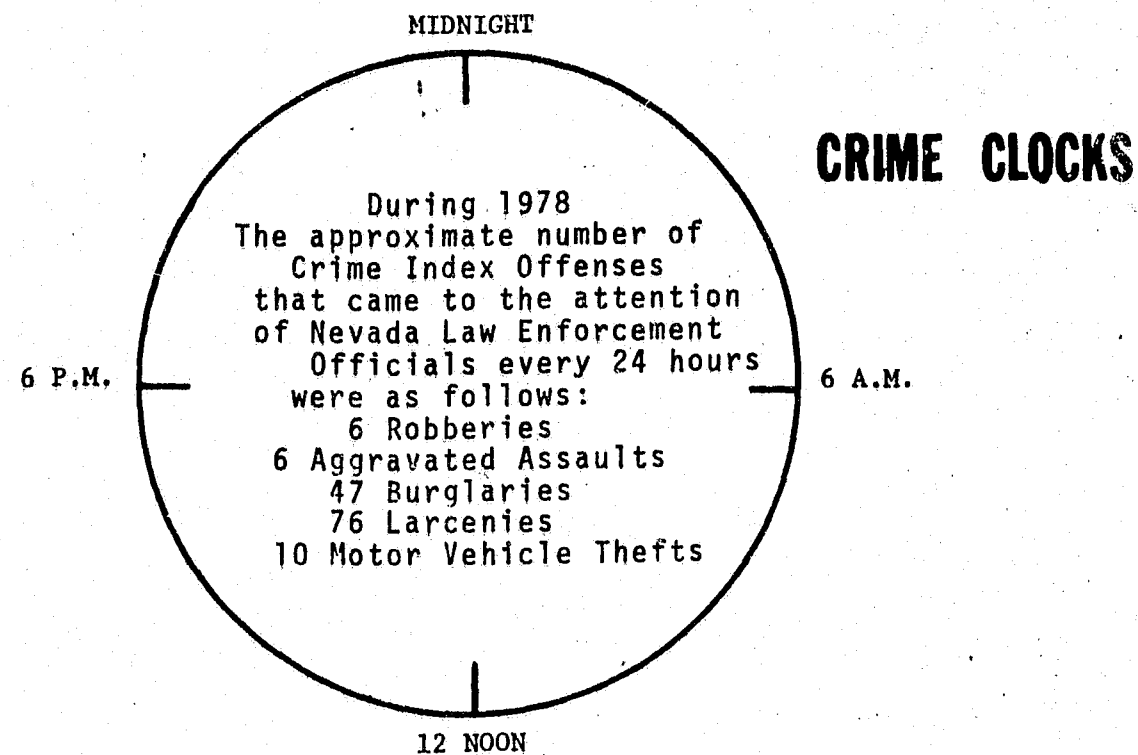 MIDNIGHT
CRIME CLOCKS
During 1978
The approximate number of
Crime Index Offenses
that came to the attention
of Nevada Law Enforcement
Officials every 24 hours
were as follows:
6 Robberies
6 Aggravated Assaults
47 Burglaries
76 Larcenies
10 Motor Vehicle Thefts
6 P.M.
6 A.M.
12 NOON